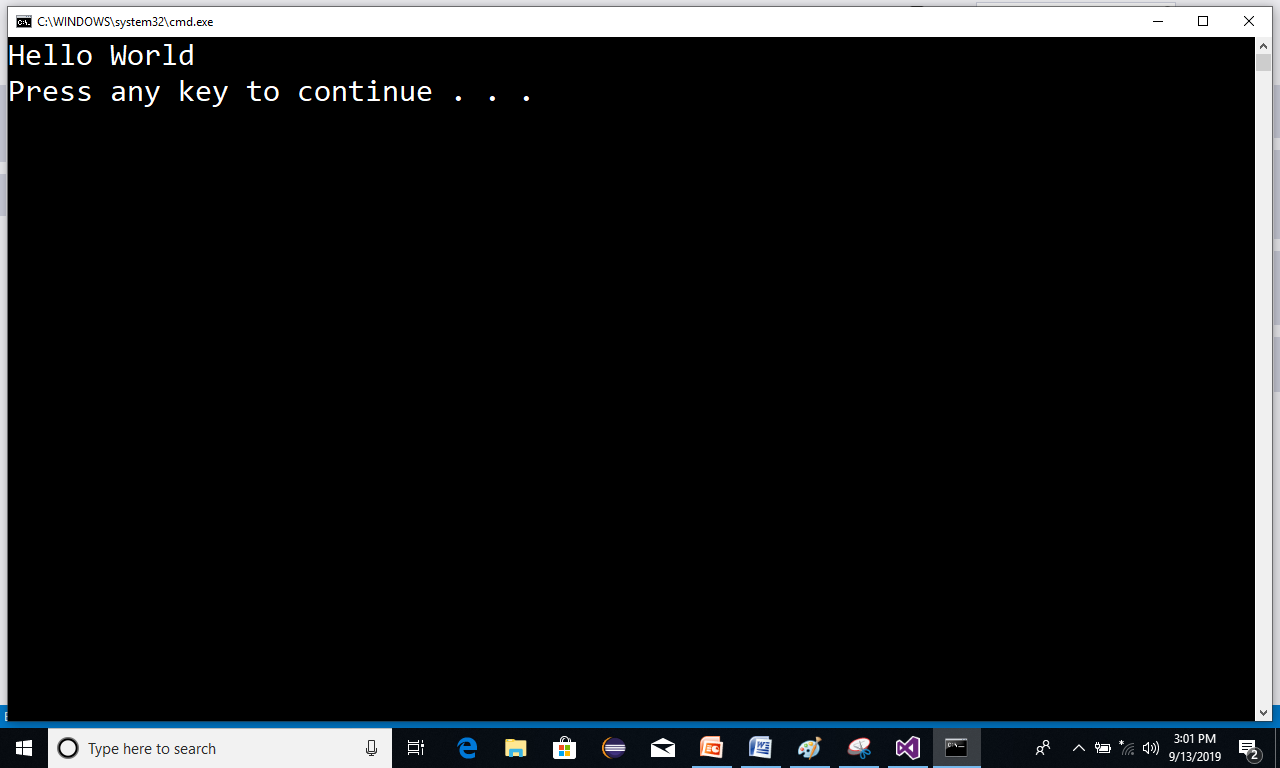 C:\WINDOWS\system32\cmd.exe
Hello World
Press any key to continue . . .
Type here to search
3:01 PM
9/13/2019
2